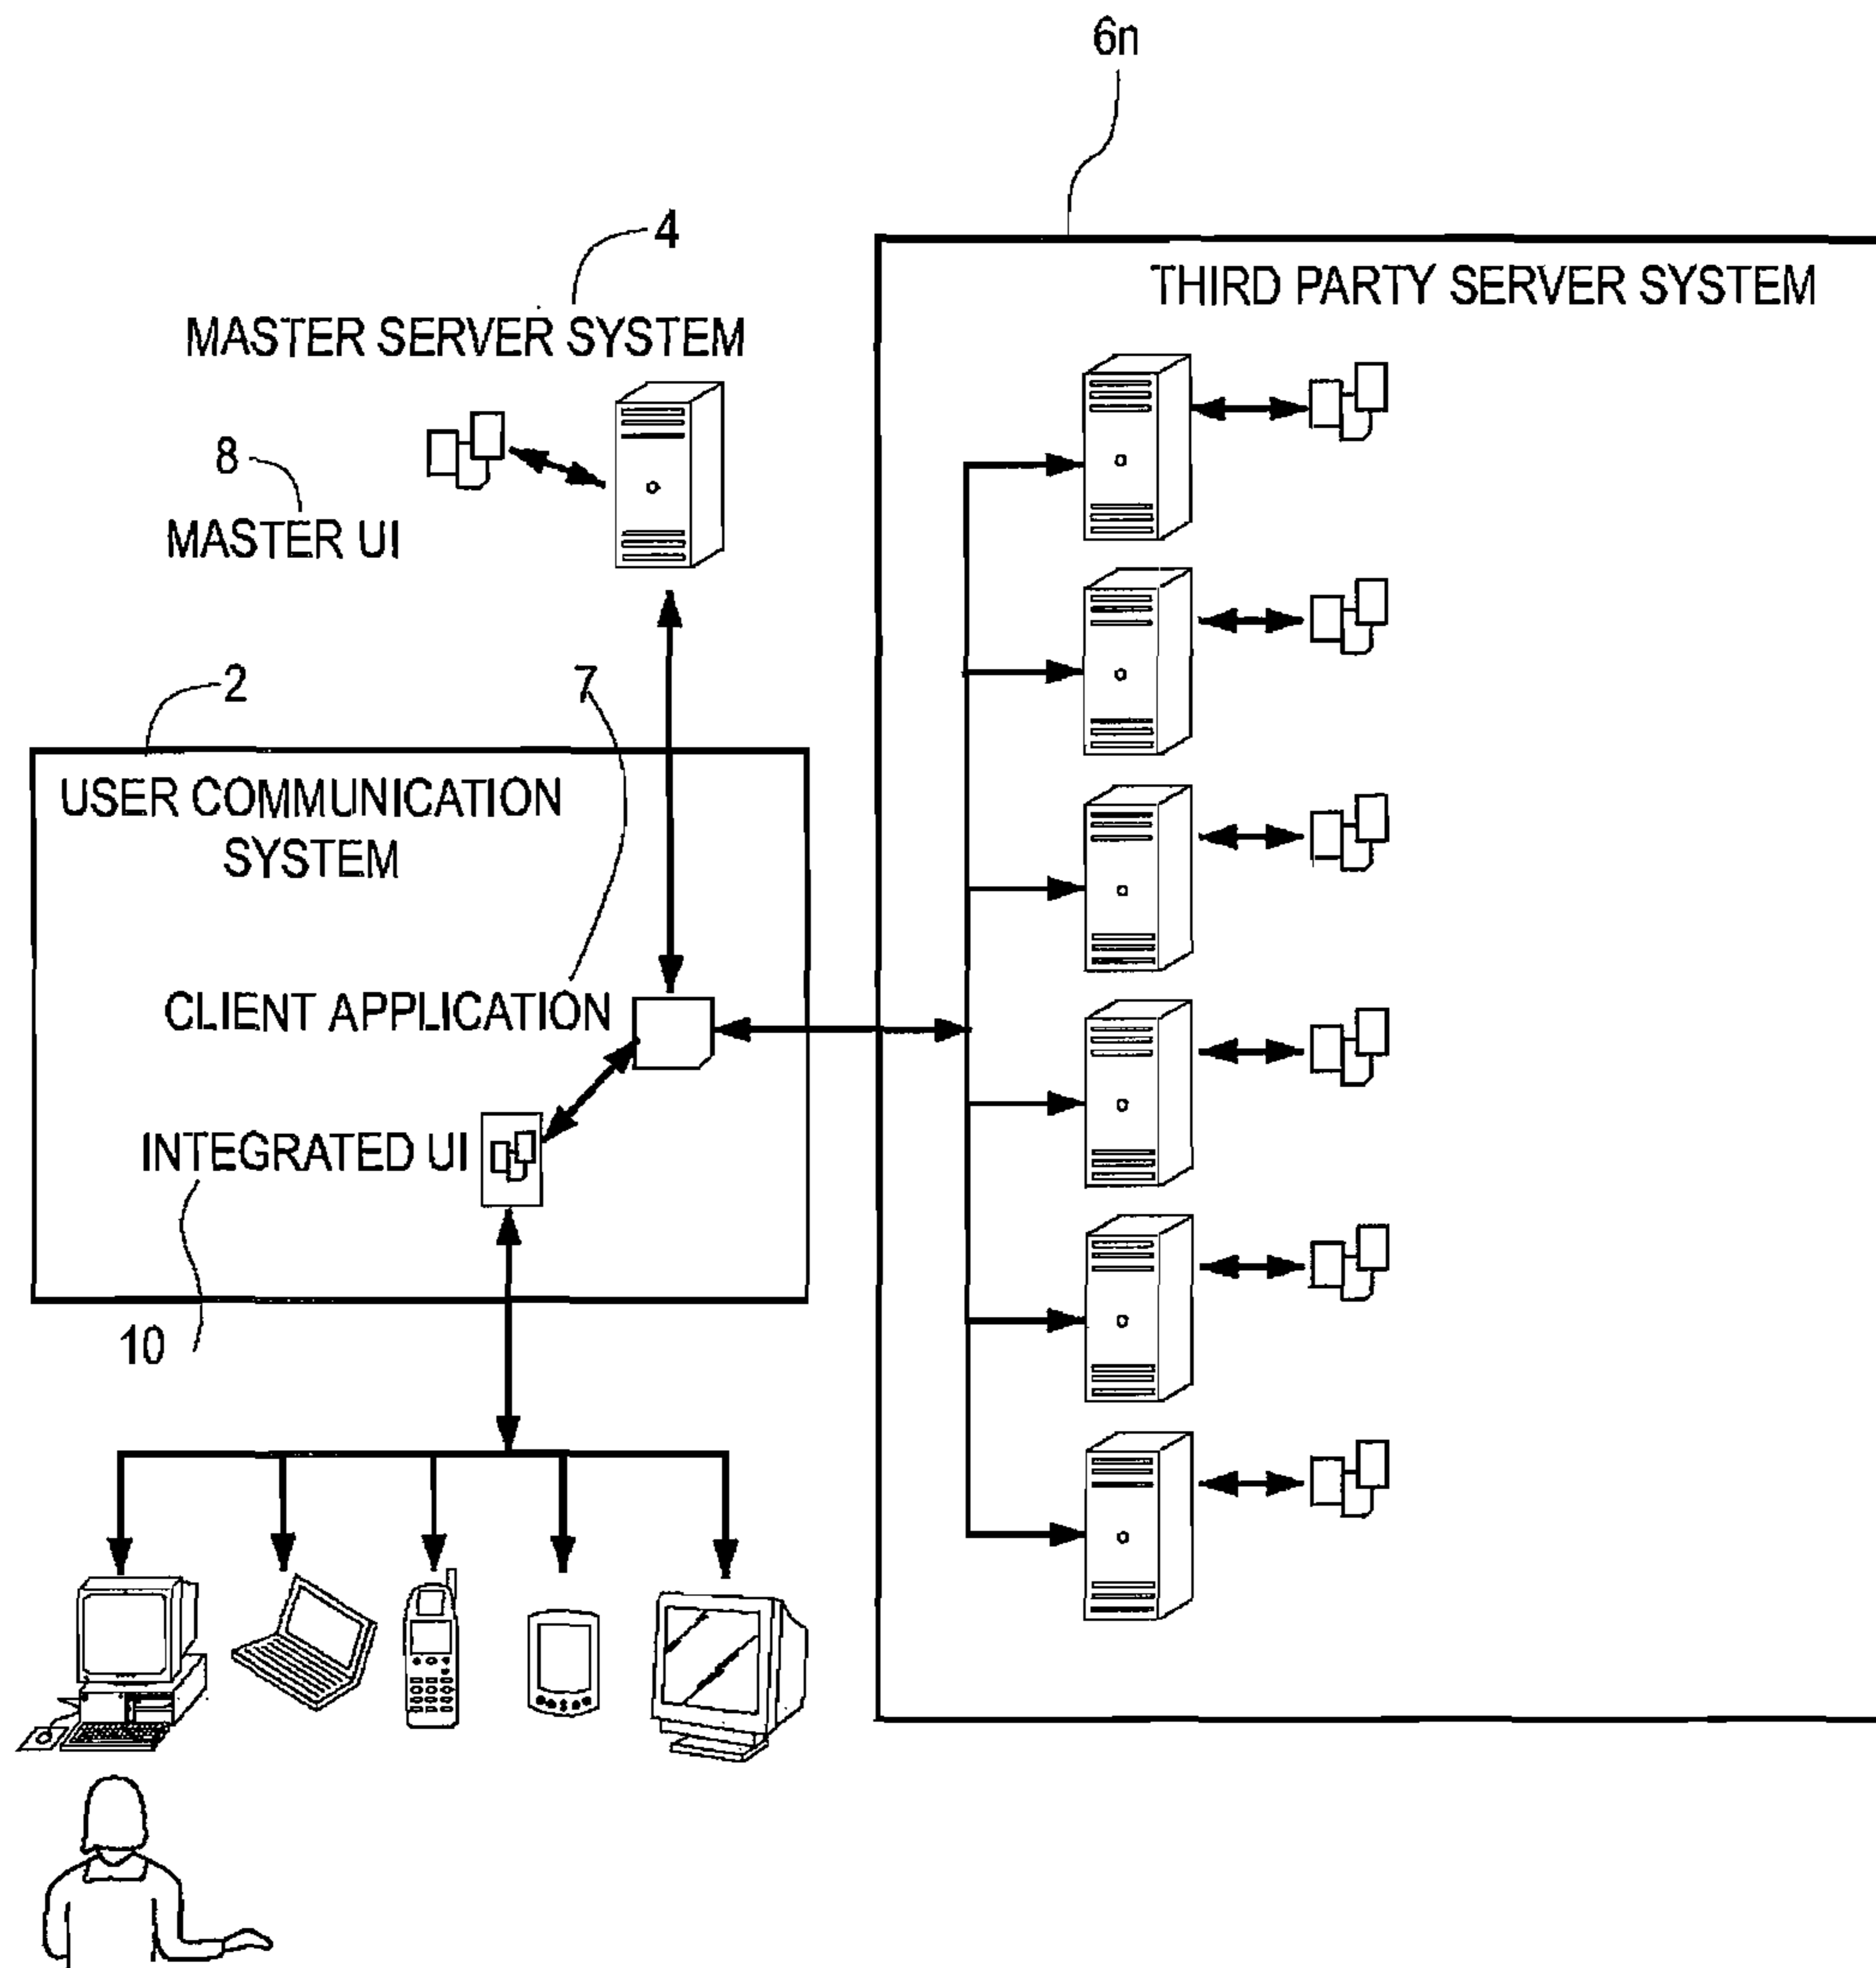 6n
4
THIRD PARTY SERVER SYSTEM
MASTER SERVER SYSTEM
8
MASTER UI
2
7
USER COMMUNICATION
SYSTEM
CLIENT APPLICATION
INTEGRATED UI
10